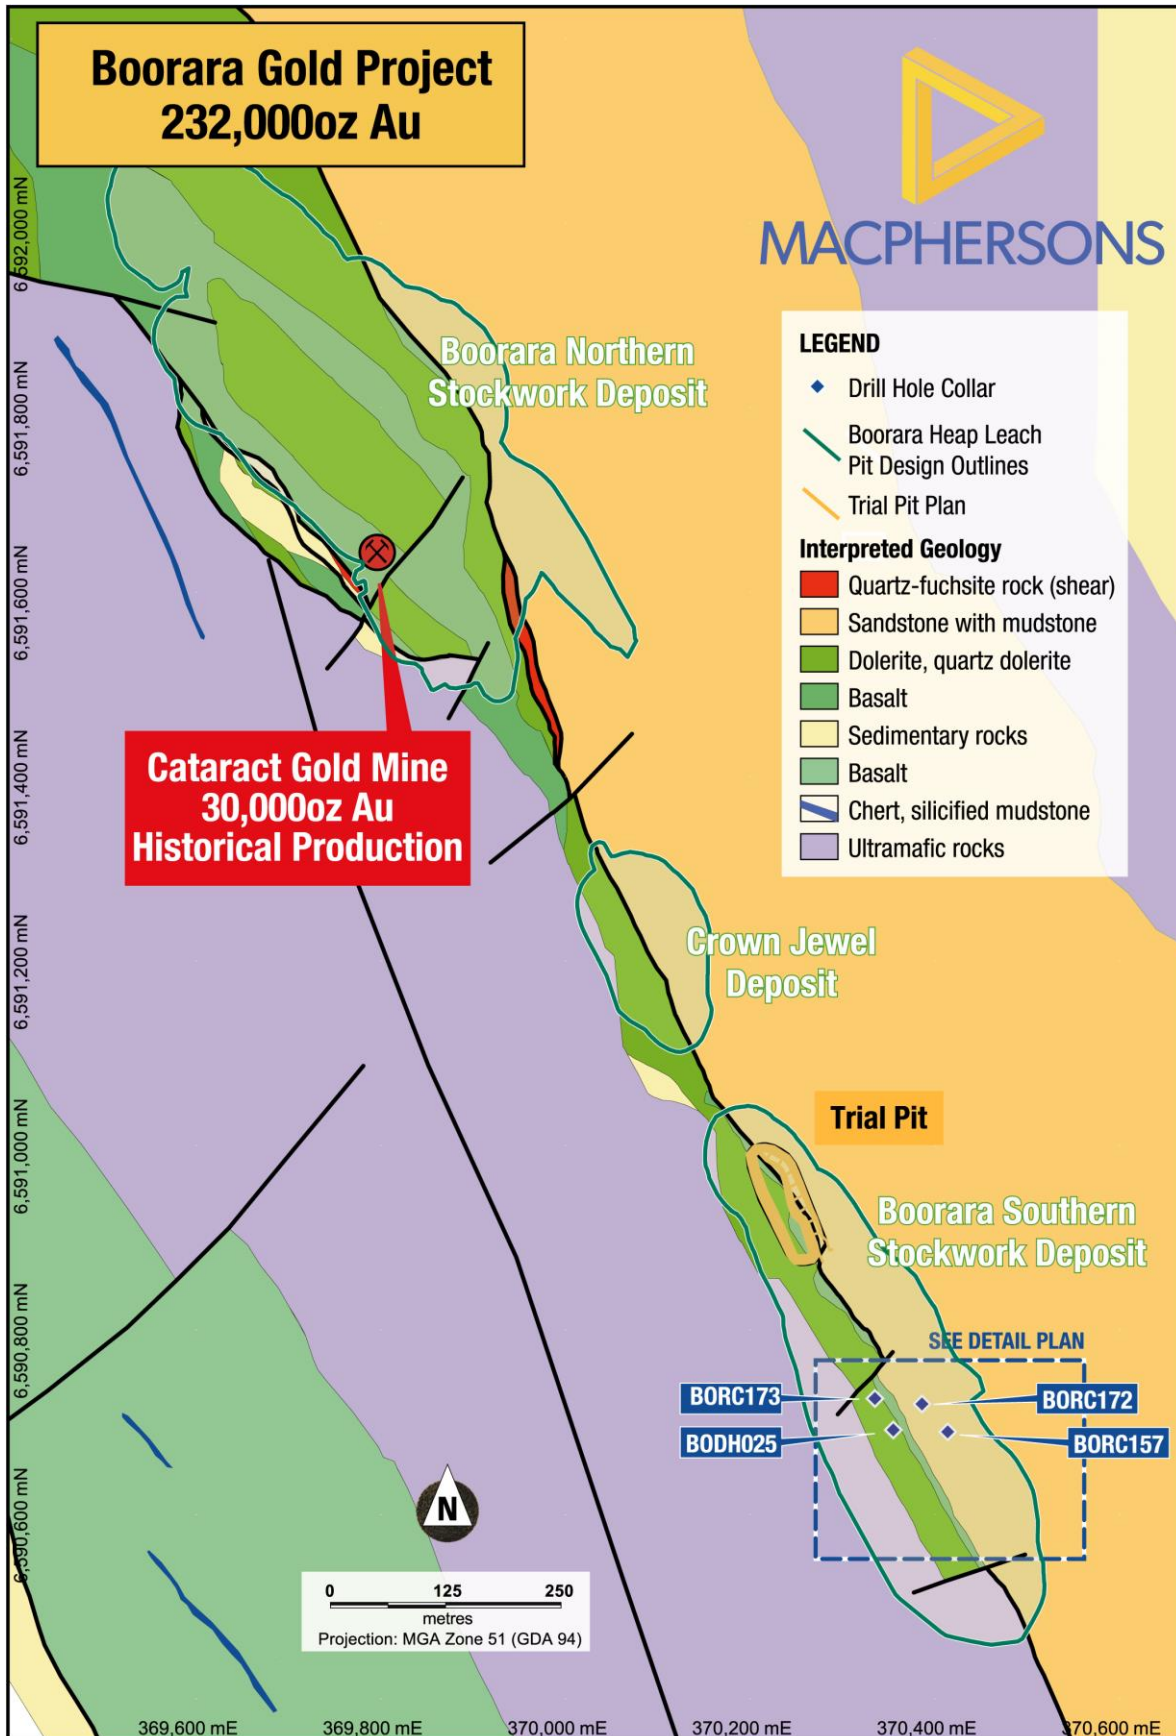 Boorara Gold Project
232,000oz Au
MACPHERSONS
LEGEND
Drill Hole Collar
Boorara Heap Leach
Pit Design Outlines
Trial Pit Plan
Interpreted Geology
Quartz-fuchsite rock (shear)
Sandstone with mudstone
Dolerite, quartz dolerite
Basalt
Sedimentary rocks
Basalt
Chert, silicified mudstone
Ultramafic rocks
Boorara Northern
Stockwork Deposit
Cataract Gold Mine
30,000oz Au
Historical Production
Crown Jewel
Deposit
Trial Pit
Boorara Southern
Stockwork Deposit
SEE DETAIL PLAN
BORC173
BORC172
BODH025
BORC157
N
0 125 250
metres
Projection: MGA Zone 51 (GDA 94)
6,592,000 mN
6,591,800 mN
6,591,600 mN
6,591,400 mN
6,591,200 mN
6,591,000 mN
6,590,800 mN
6,590,600 mN
369,600 mE
369,800 mE
370,000 mE
370,200 mE
370,400 mE
370,600 mE